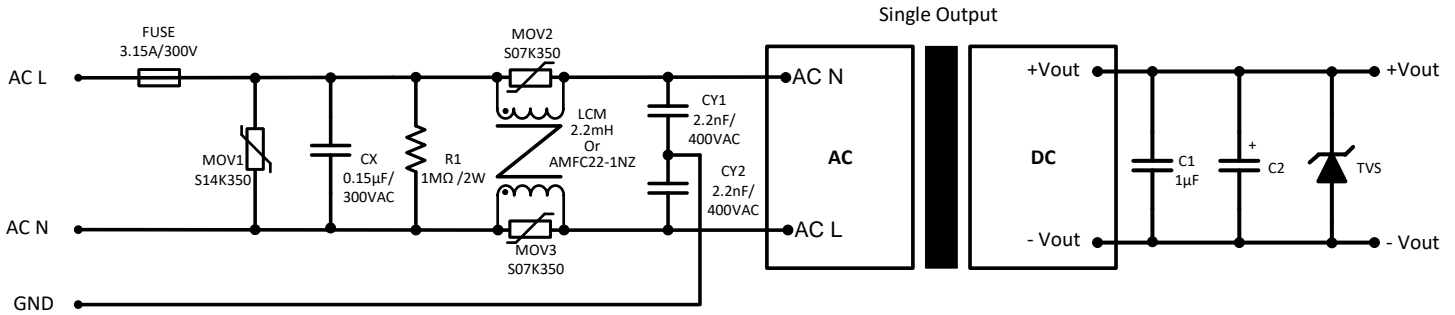 Single Output
FUSE
3.15A/300V
MOV2
S07K350
AC L
AC N
+Vout
+Vout
LCM
2.2mH
Or
AMFC22-1NZ
CY1
2.2nF/
400VAC
MOV1
S14K350
CX
0.15µF/
300VAC
R1
1MΩ /2W
CY2
2.2nF/
400VAC
AC
DC
C1
1µF
+
C2
TVS
AC N
MOV3
S07K350
AC L
- Vout
- Vout
GND